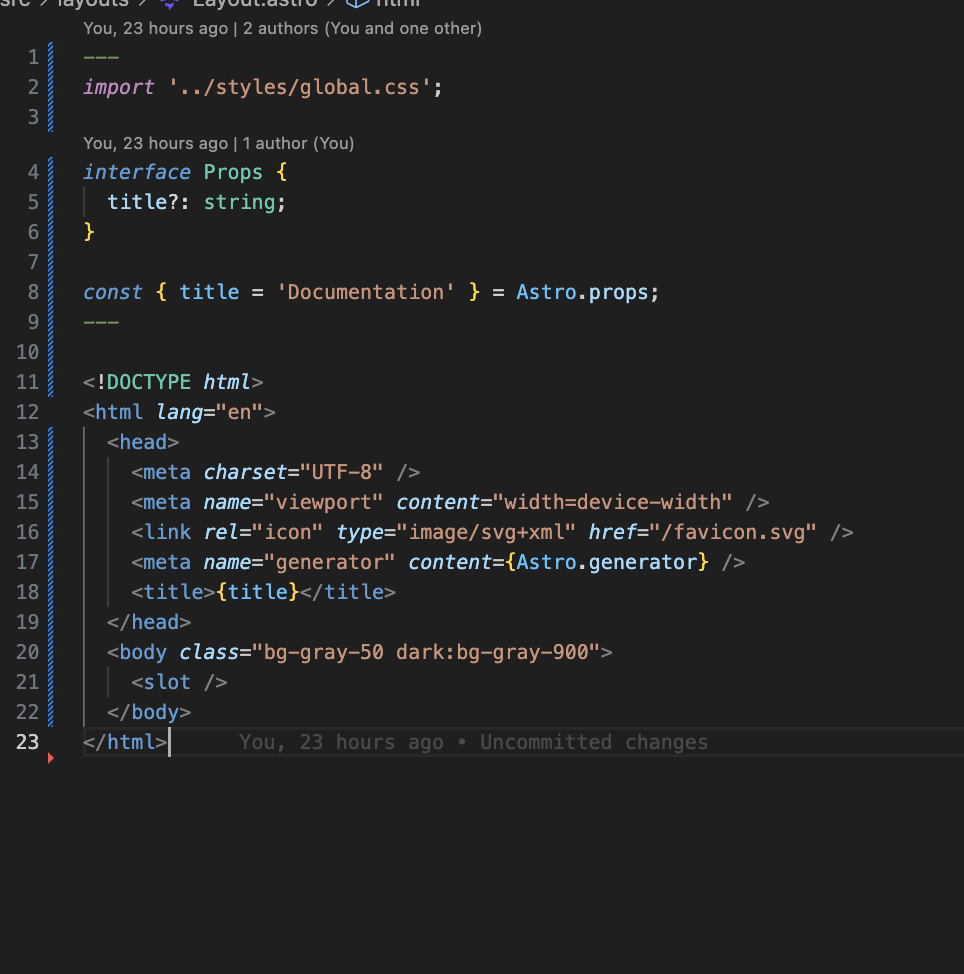 src > layouts > Layout.astro > html
You, 23 hours ago | 2 authors (You and one other)
1 ---
2 import '../styles/global.css';
3
You, 23 hours ago | 1 author (You)
4 interface Props {
5 title?: string;
6 }
7
8 const { title = 'Documentation' } = Astro.props;
9 ---
10
11 <!DOCTYPE html>
12 <html lang="en">
13 <head>
14 <meta charset="UTF-8" />
15 <meta name="viewport" content="width=device-width" />
16 <link rel="icon" type="image/svg+xml" href="/favicon.svg" />
17 <meta name="generator" content={Astro.generator} />
18 <title>{title}</title>
19 </head>
20 <body class="bg-gray-50 dark:bg-gray-900">
21 <slot />
22 </body>
23 </html> You, 23 hours ago • Uncommitted changes